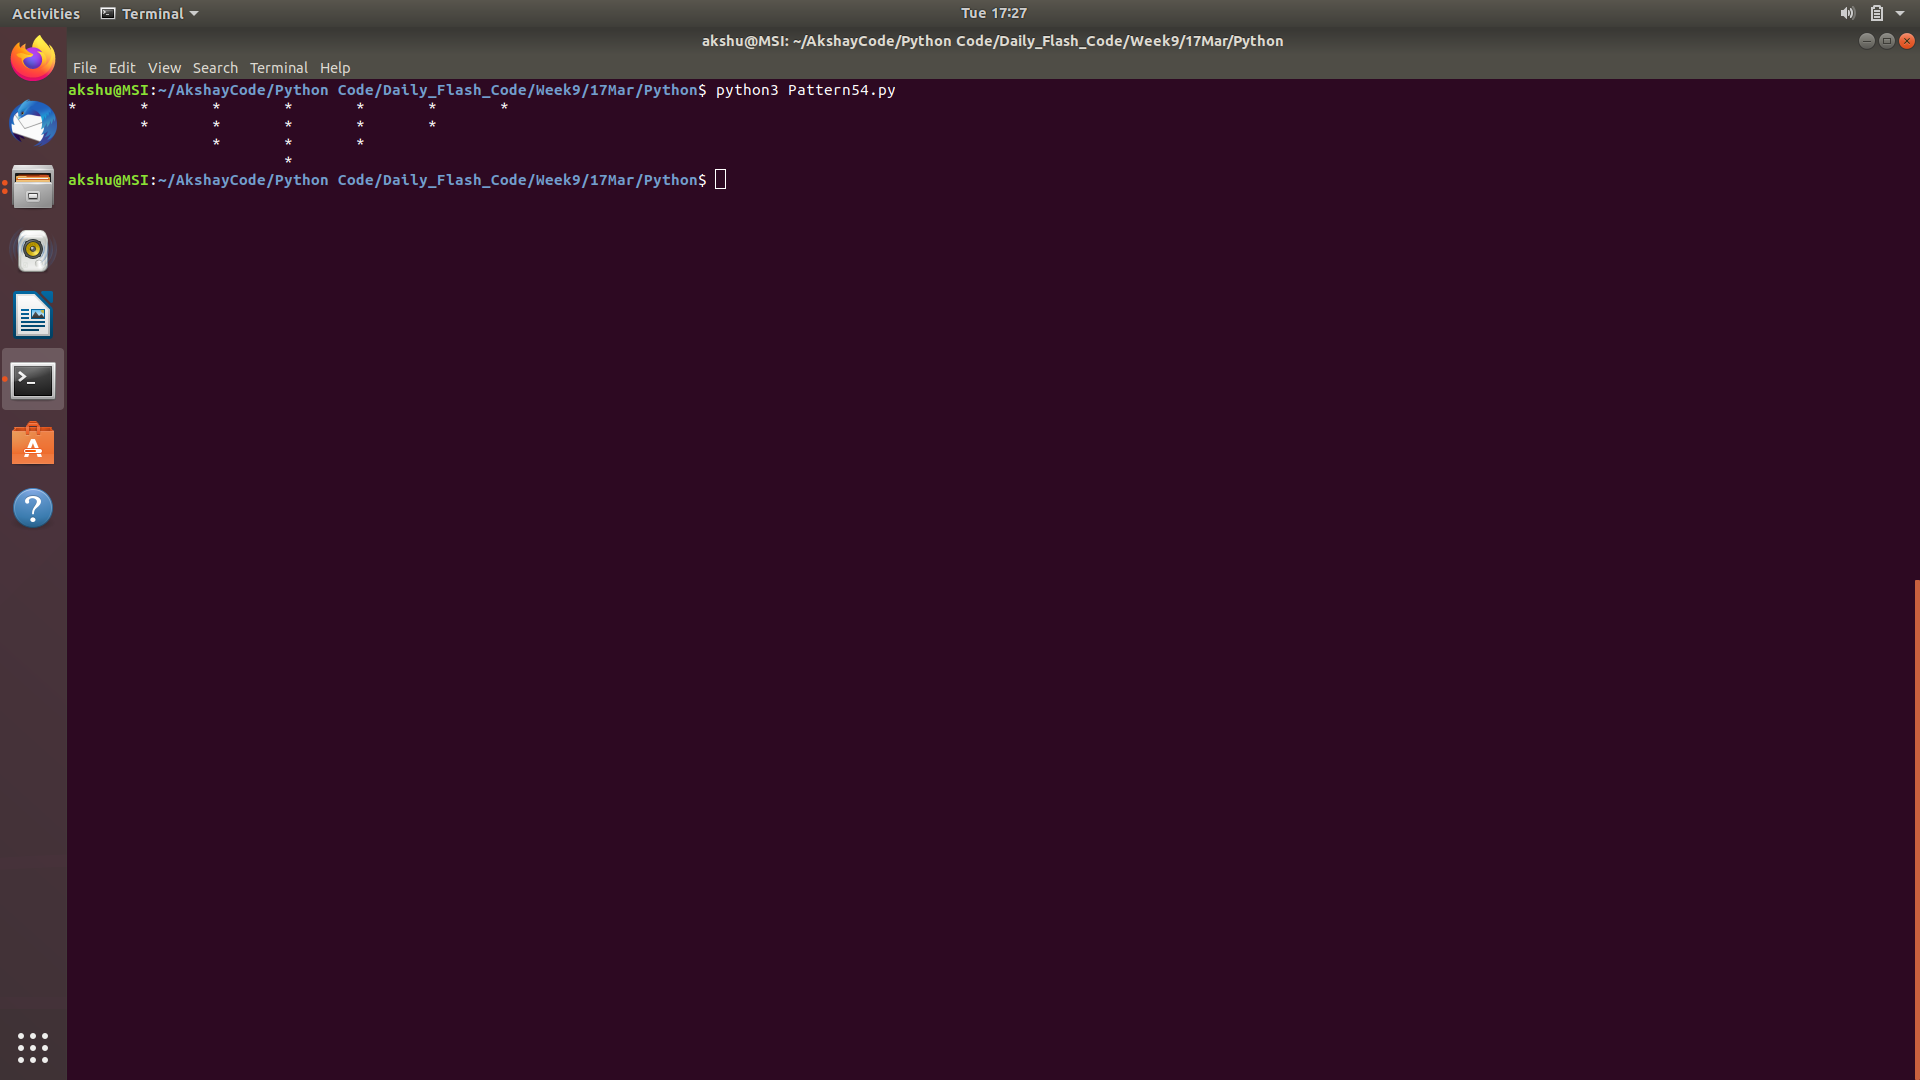 Activities Terminal Tue 17:27
akshu@MSI: ~/AkshayCode/Python Code/Daily_Flash_Code/Week9/17Mar/Python
File Edit View Search Terminal Help
akshu@MSI:~/AkshayCode/Python Code/Daily_Flash_Code/Week9/17Mar/Python$ python3 Pattern54.py
*       *       *       *       *       *       *
        *       *       *       *       *
                *       *       *
                        *
akshu@MSI:~/AkshayCode/Python Code/Daily_Flash_Code/Week9/17Mar/Python$